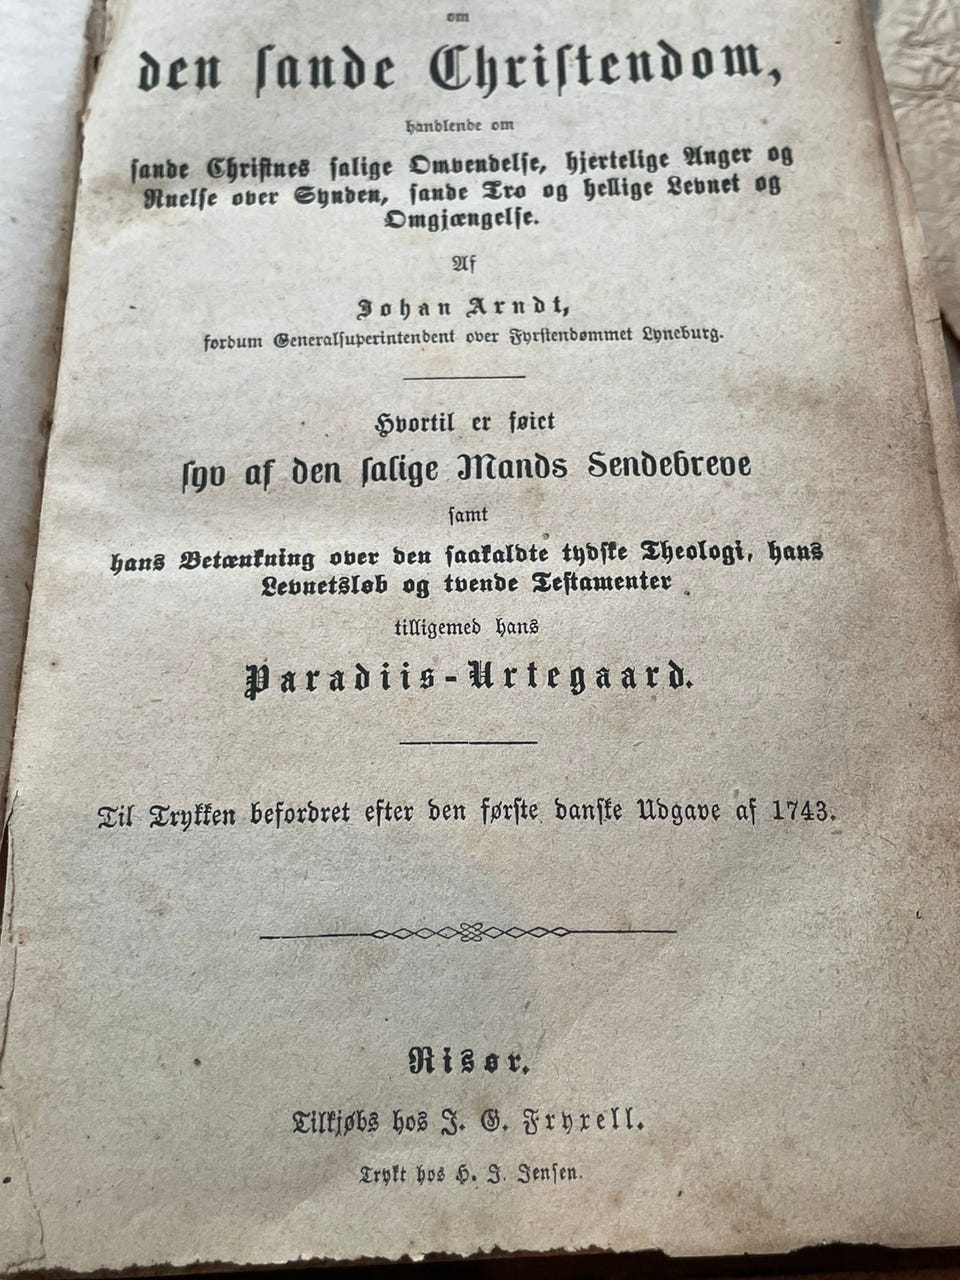 om
den sande Christendom,
handlende om
sande Christnes salige Omvendelse, hjertelige Anger og
Ruelse over Synden, sande Tro og hellige Levnet og
Omgjængelse.
Af
Johan Arndt,
fordum Generalsuperintendent over Fyrstendømmet Lyneburg.
Hvortil er føiet
syv af den salige Mands Sendebreve
samt
hans Betænkning over den saakaldte tydske Theologi, hans
Levnetsløb og tvende Testamenter
tilligemed hans
Paradiis-Urtegaard.
Til Trykken befordret efter den første danske Udgave af 1743.
Risør.
Tilkjøbs hos J. G. Fryxell.
Trykt hos H. J. Jensen.